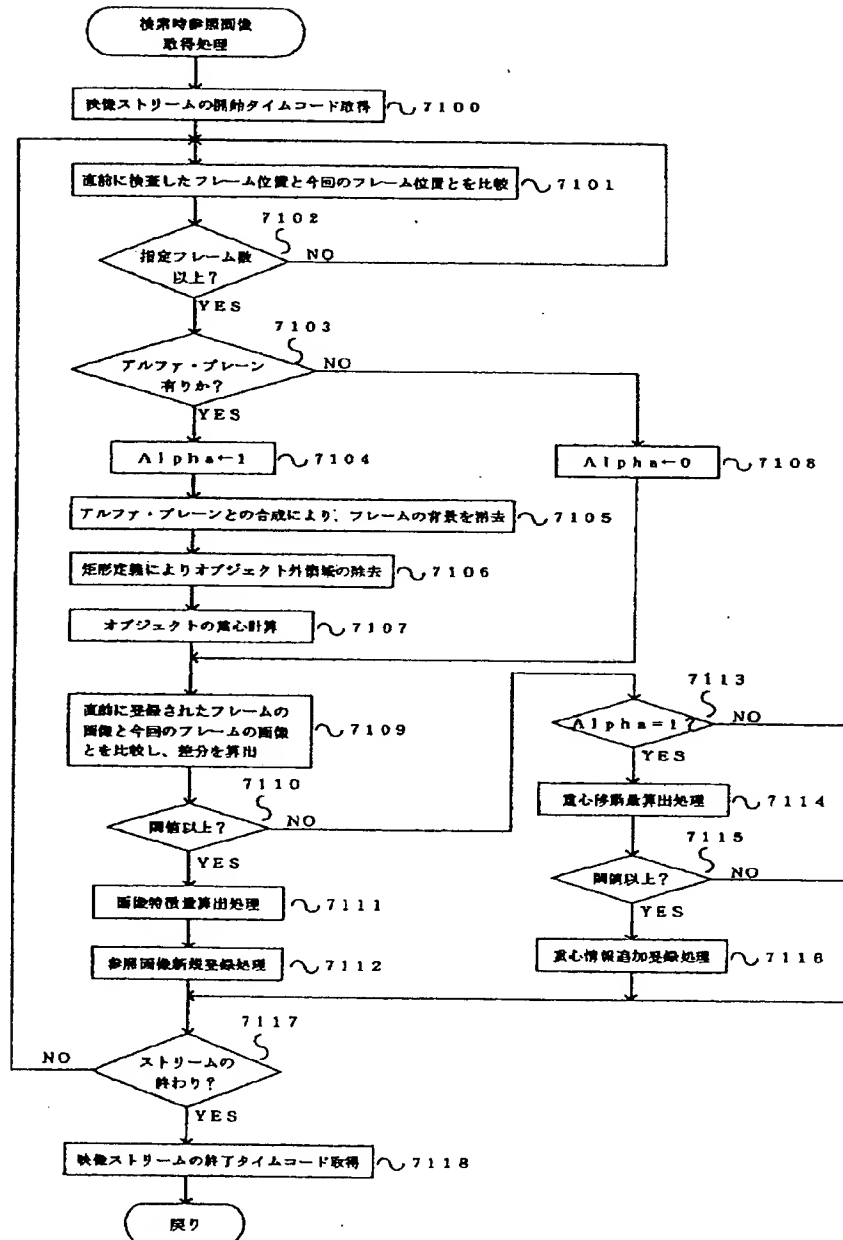 検索時参照画像
取得処理
映像ストリームの開始タイムコード取得
7100
直前に検査したフレーム位置と今回のフレーム位置とを比較
7101
7102
指定フレーム数
以上?
NO
YES
7103
アルファ・プレーン
有りか?
NO
YES
Alpha←1
7104
Alpha←0
7108
アルファ・プレーンとの合成により、フレームの背景を消去
7105
矩形定義によりオブジェクト外領域の除去
7106
オブジェクトの重心計算
7107
直前に登録されたフレームの
画像と今回のフレームの画像
とを比較し、差分を算出
7109
7113
Alpha=1?
NO
YES
7110
閾値以上?
NO
YES
重心移動量算出処理
7114
7115
閾値以上?
NO
YES
画像特徴量算出処理
7111
参照画像新規登録処理
7112
重心情報追加登録処理
7116
7117
ストリームの
終わり?
NO
YES
映像ストリームの終了タイムコード取得
7118
戻り